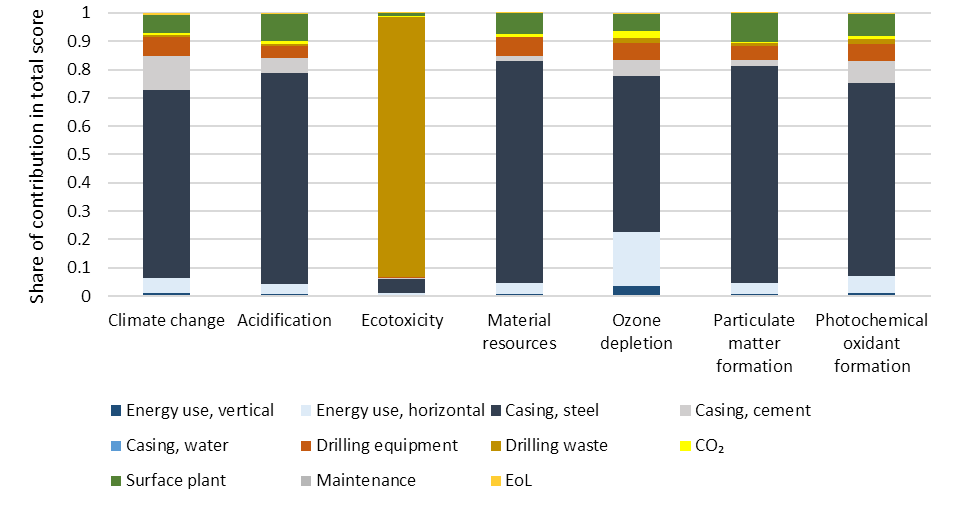 Share of contribution in total score
1
0.9
0.8
0.7
0.6
0.5
0.4
0.3
0.2
0.1
0
Climate change
Acidification
Ecotoxicity
Material
resources
Ozone
depletion
Particulate
matter
formation
Photochemical
oxidant
formation
Energy use, vertical
Energy use, horizontal
Casing, steel
Casing, cement
Casing, water
Drilling equipment
Drilling waste
CO₂
Surface plant
Maintenance
EoL